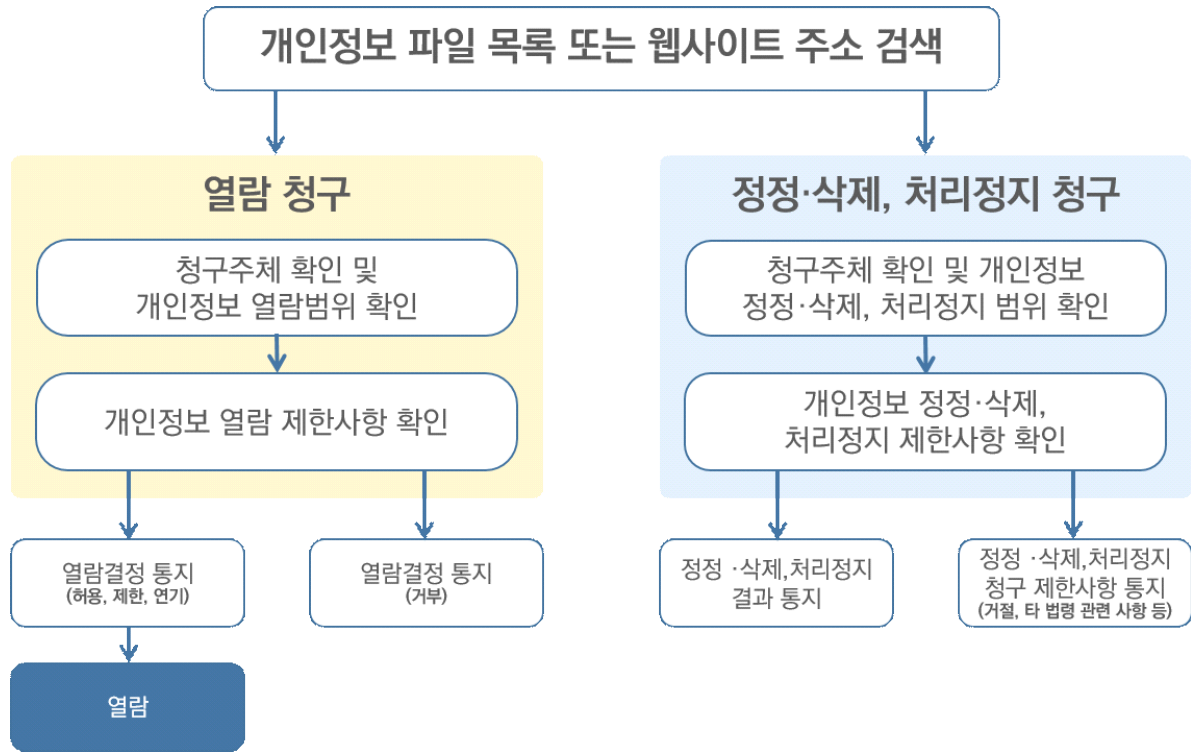 개인정보 파일 목록 또는 웹사이트 주소 검색
열람 청구
청구주체 확인 및
개인정보 열람범위 확인
개인정보 열람 제한사항 확인
열람결정 통지
(허용, 제한, 연기)
열람결정 통지
(거부)
열람
정정·삭제, 처리정지 청구
청구주체 확인 및 개인정보
정정·삭제, 처리정지 범위 확인
개인정보 정정·삭제,
처리정지 제한사항 확인
정정 ·삭제,처리정지
결과 통지
정정 ·삭제,처리정지
청구 제한사항 통지
(거절, 타 법령 관련 사항 등)